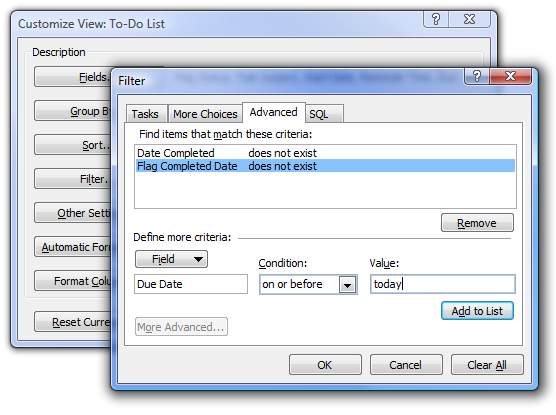 Customize View: To-Do List
Description
Fields..
Group B
Sort..
Filter..
Other Setti
Automatic Form
Format Colu
Reset Curre
Filter
Tasks
More Choices
Advanced
SQL
Find items that match these criteria:
Date Completed does not exist
Flag Completed Date does not exist
Remove
Define more criteria:
Field
Condition:
Value:
Due Date
on or before
today
Add to List
More Advanced...
OK
Cancel
Clear All